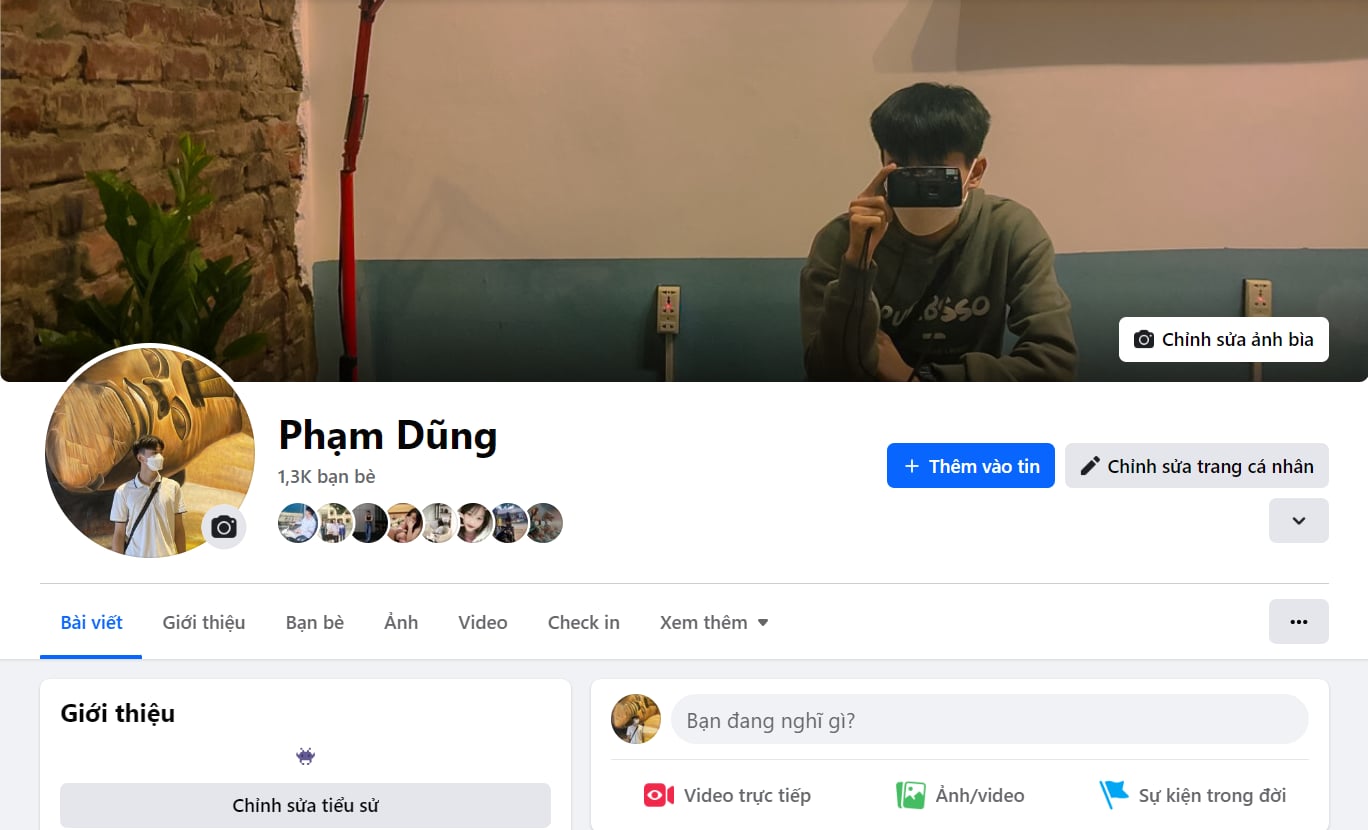 Chỉnh sửa ảnh bìa
Phạm Dũng
1,3K bạn bè
Thêm vào tin
Chỉnh sửa trang cá nhân
Bài viết
Giới thiệu
Bạn bè
Ảnh
Video
Check in
Xem thêm
Giới thiệu
Chỉnh sửa tiểu sử
Bạn đang nghĩ gì?
Video trực tiếp
Ảnh/video
Sự kiện trong đời